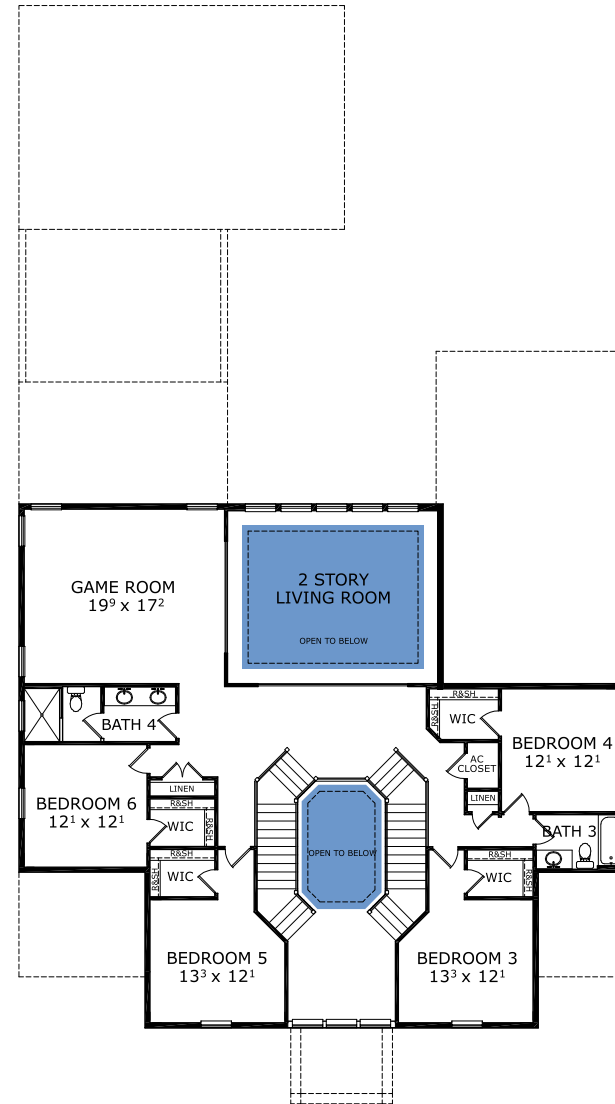 2 STORY
LIVING ROOM
OPEN TO BELOW
GAME ROOM
19⁹ x 17²
R&SH
R&SH
WIC
BATH 4
BEDROOM 4
12¹ x 12¹
AC
CLOSET
LINEN
LINEN
BEDROOM 6
12¹ x 12¹
R&SH
R&SH
WIC
BATH 3
OPEN TO BELOW
R&SH
R&SH
WIC
R&SH
R&SH
WIC
BEDROOM 5
13³ x 12¹
BEDROOM 3
13³ x 12¹